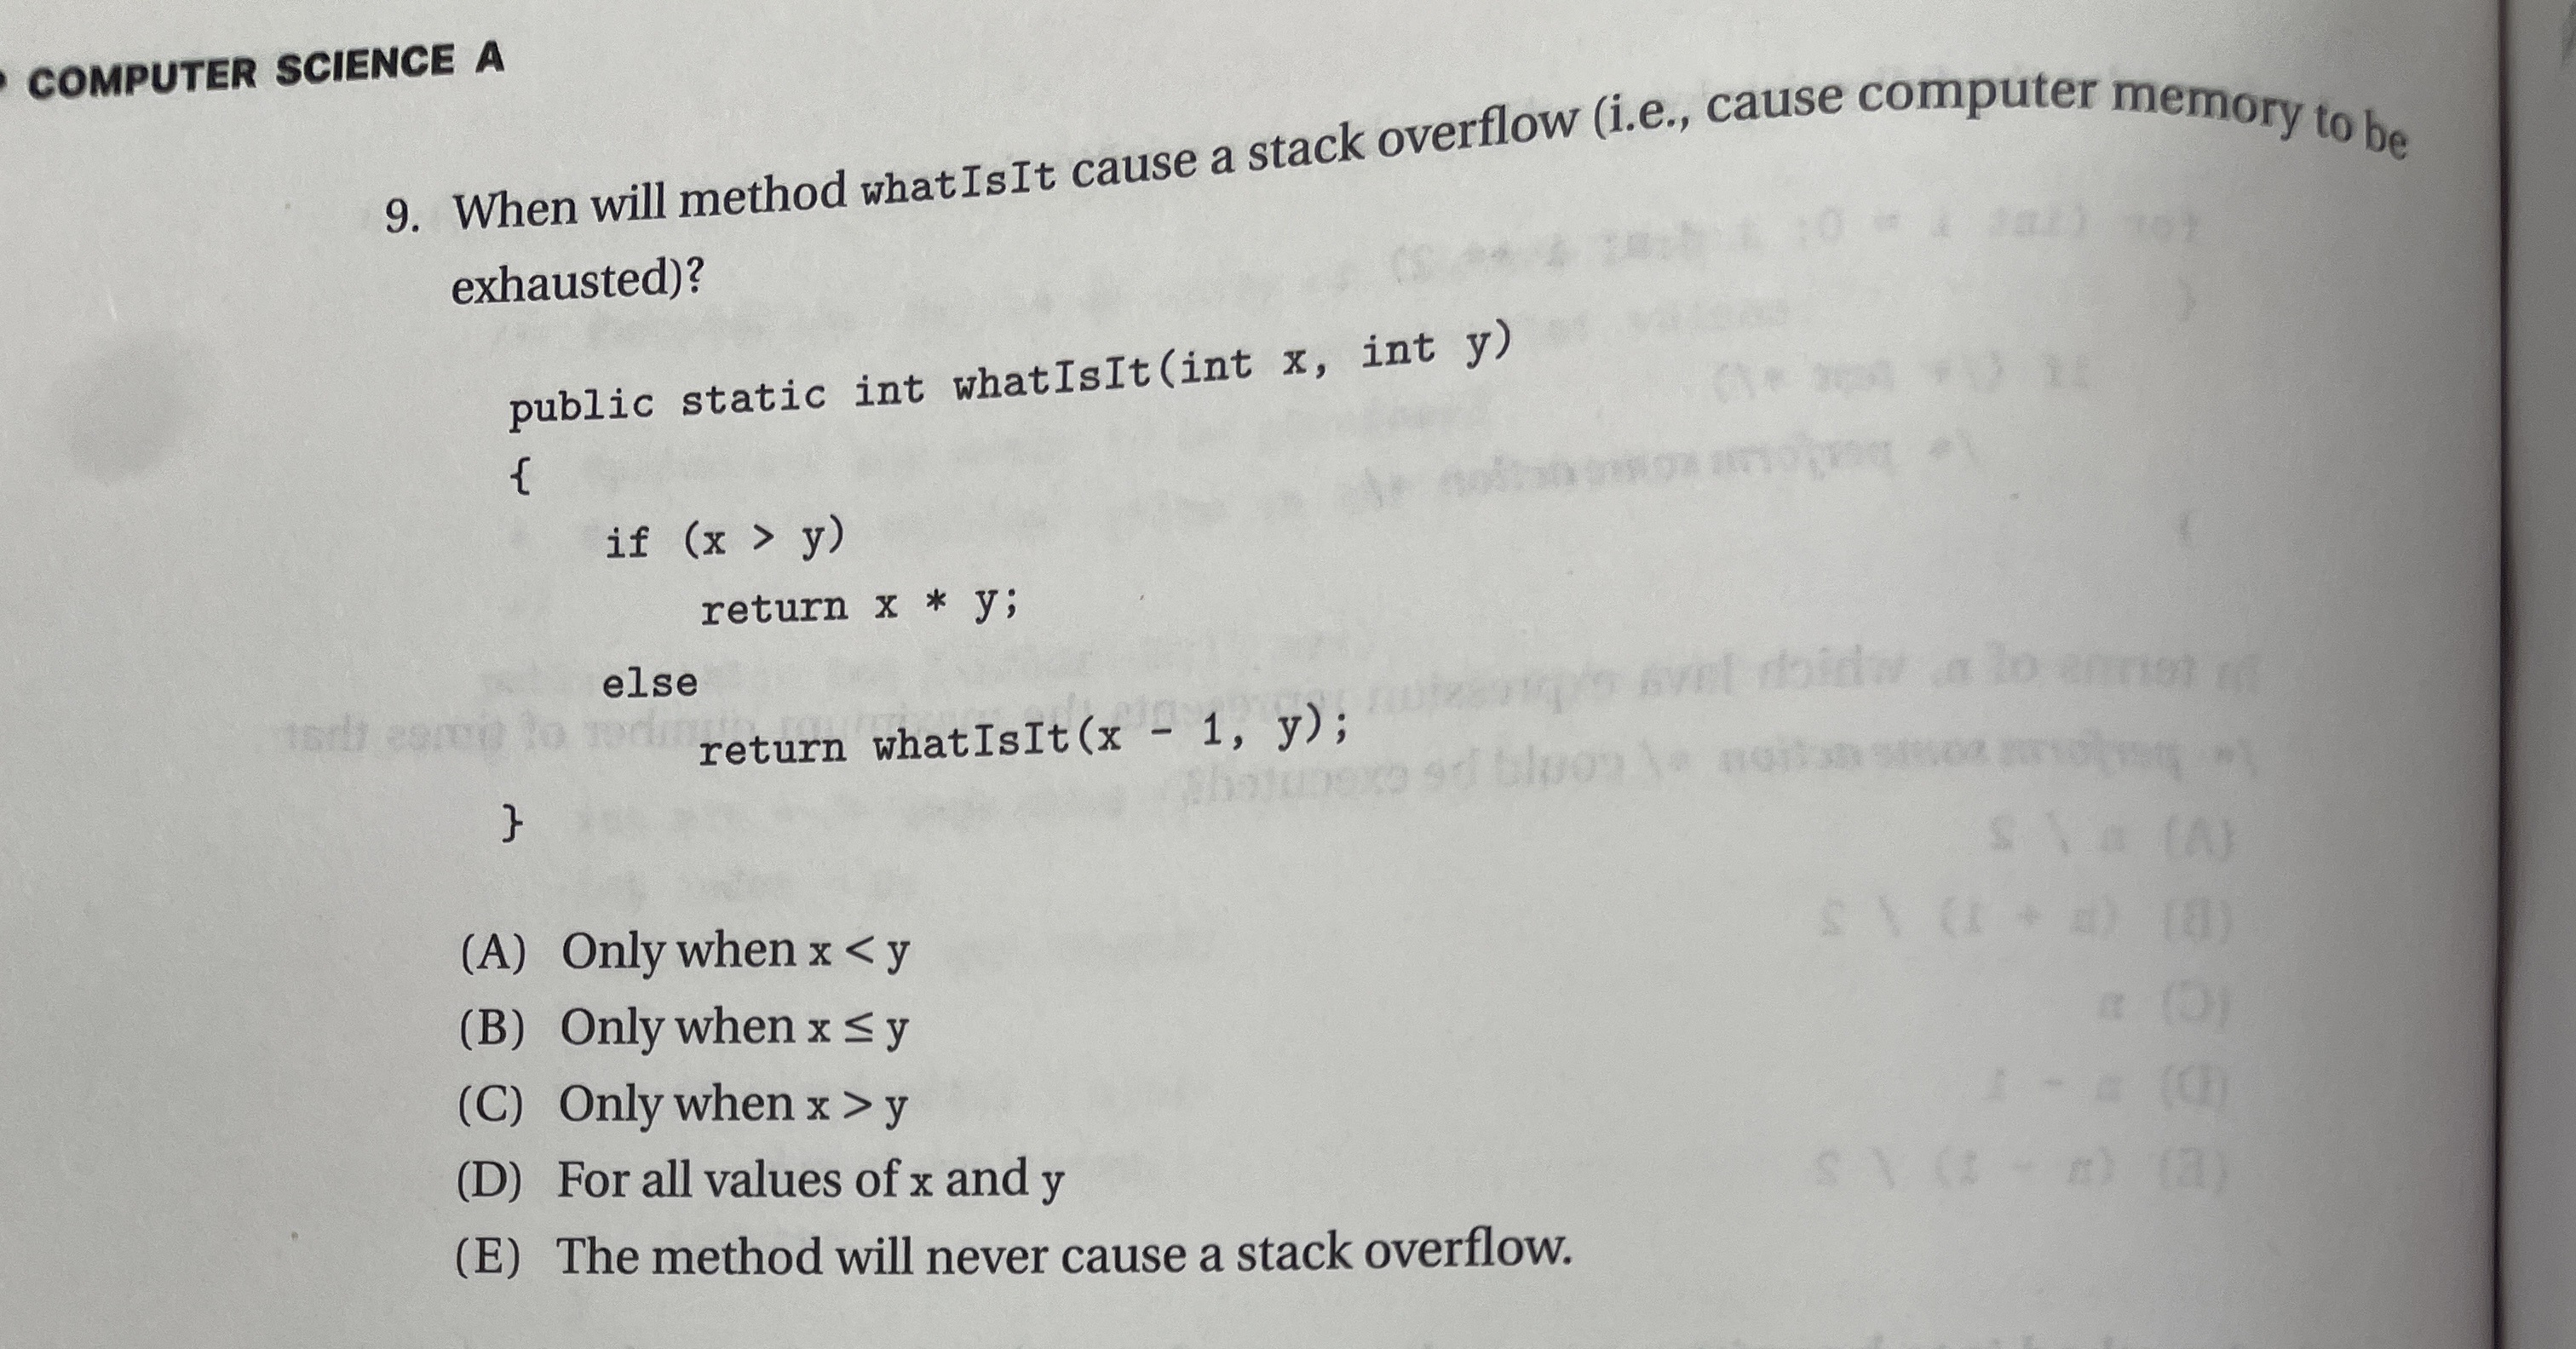 COMPUTER SCIENCE A
9. When will method whatIsIt cause a stack overflow (i.e., cause computer memory to be
exhausted)?
public static int whatIsIt(int x, int y)
{
if (x > y)
return x * y;
else
return whatIsIt(x - 1, y);
}
(A) Only when x < y
(B) Only when x ≤ y
(C) Only when x > y
(D) For all values of x and y
(E) The method will never cause a stack overflow.